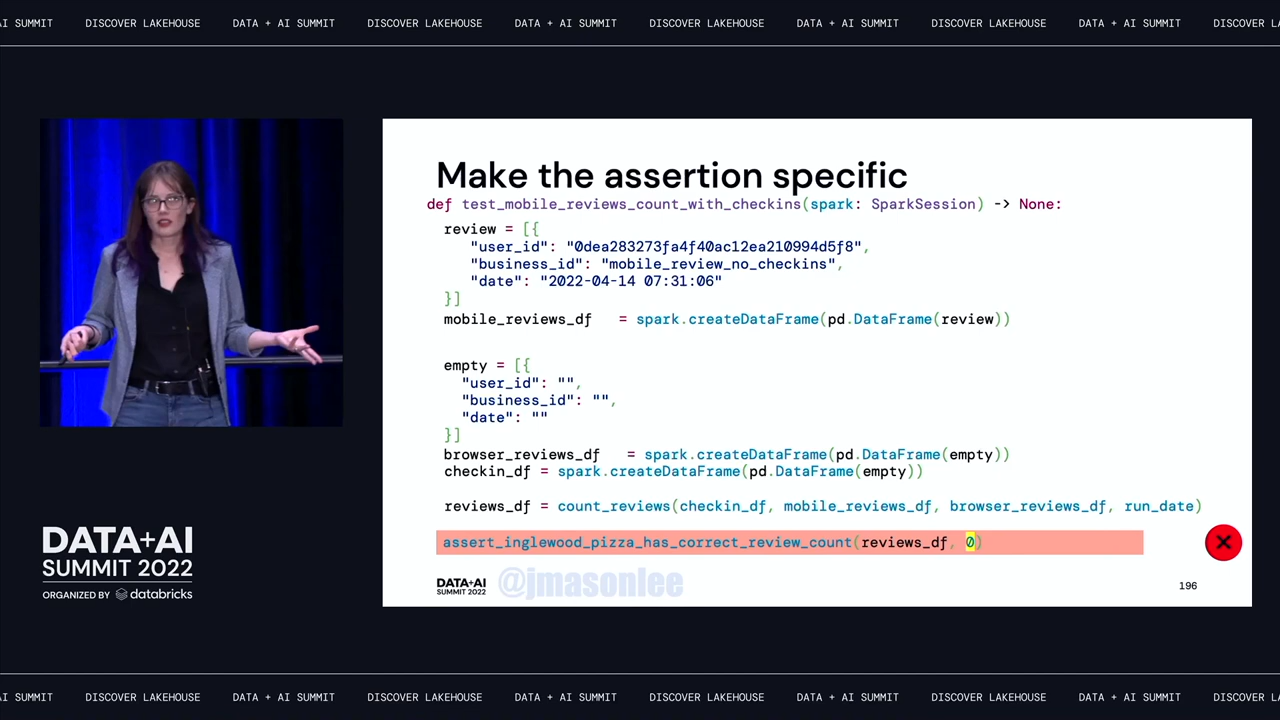 AI SUMMIT DISCOVER LAKEHOUSE DATA + AI SUMMIT DISCOVER LAKEHOUSE DATA + AI SUMMIT DISCOVER LAKEHOUSE DATA + AI SUMMIT DISCOVER LAKEHOUSE DATA + AI SUMMIT DISCOVER
Make the assertion specific
def test_mobile_reviews_count_with_checkins(spark: SparkSession) -> None:
review = [{
"user_id": "0dea283273fa4f40ac12ea210994d5f8",
"business_id": "mobile_review_no_checkins",
"date": "2022-04-14 07:31:06"
}]
mobile_reviews_df = spark.createDataFrame(pd.DataFrame(review))
empty = [{
"user_id": "",
"business_id": "",
"date": ""
}]
browser_reviews_df = spark.createDataFrame(pd.DataFrame(empty))
checkin_df = spark.createDataFrame(pd.DataFrame(empty))
reviews_df = count_reviews(checkin_df, mobile_reviews_df, browser_reviews_df, run_date)
assert_inglewood_pizza_has_correct_review_count(reviews_df, 0)
DATA+AI
SUMMIT 2022
@jmasonlee
196
DATA+AI
SUMMIT 2022
ORGANIZED BY databricks
AI SUMMIT DISCOVER LAKEHOUSE DATA + AI SUMMIT DISCOVER LAKEHOUSE DATA + AI SUMMIT DISCOVER LAKEHOUSE DATA + AI SUMMIT DISCOVER LAKEHOUSE DATA + AI SUMMIT DISCOVER